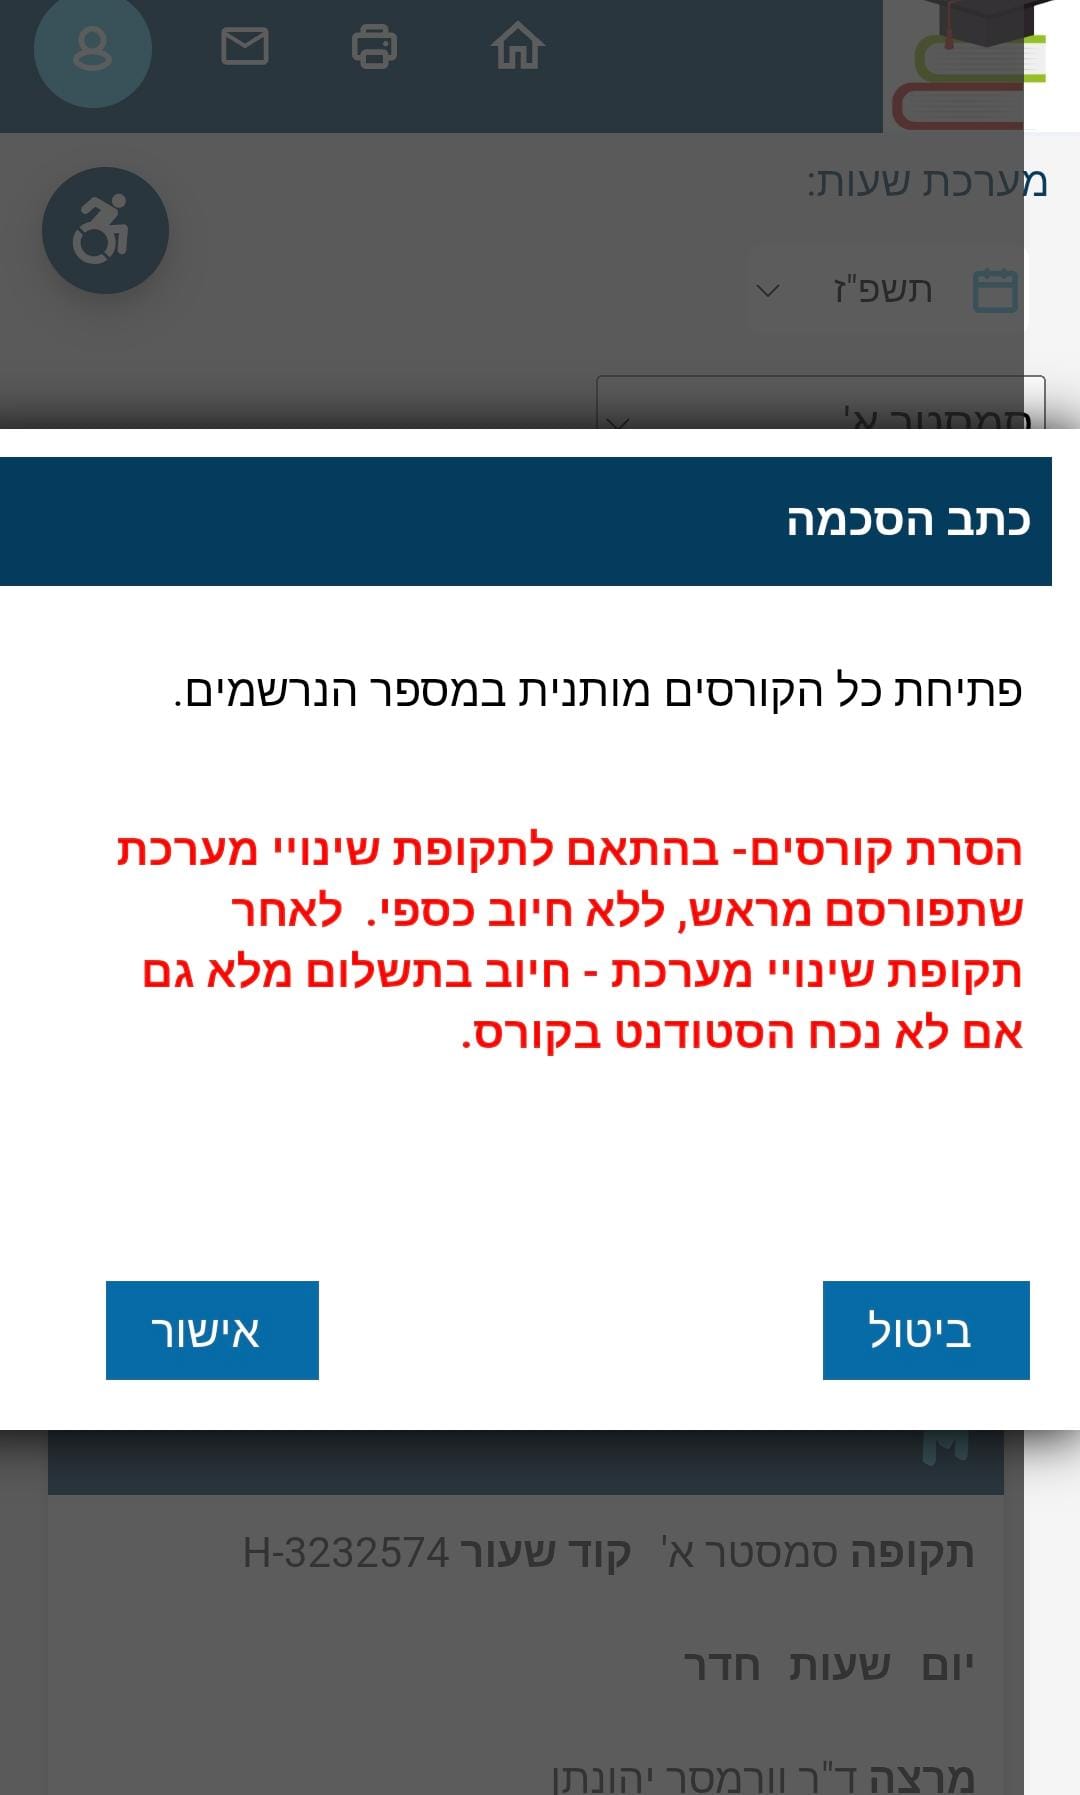 מערכת שעות:
תשפ"ז
סמסטר א'
כתב הסכמה
פתיחת כל הקורסים מותנית במספר הנרשמים.
הסרת קורסים- בהתאם לתקופת שינויי מערכת
שתפורסם מראש, ללא חיוב כספי. לאחר
תקופת שינויי מערכת - חיוב בתשלום מלא גם
אם לא נכח הסטודנט בקורס.
ביטול
אישור
תקופה סמסטר א' קוד שעור H-3232574
יום שעות חדר
מרצה ד"ר וורמסר יהונתן